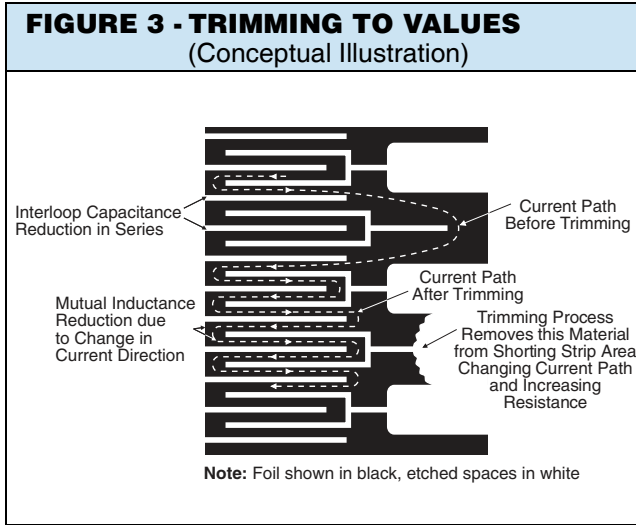 FIGURE 3 - TRIMMING TO VALUES
(Conceptual Illustration)
Interloop Capacitance
Reduction in Series
Current Path
Before Trimming
Mutual Inductance
Reduction due
to Change in
Current Direction
Current Path
After Trimming
Trimming Process
Removes this Material
from Shorting Strip Area
Changing Current Path
and Increasing
Resistance
Note: Foil shown in black, etched spaces in white